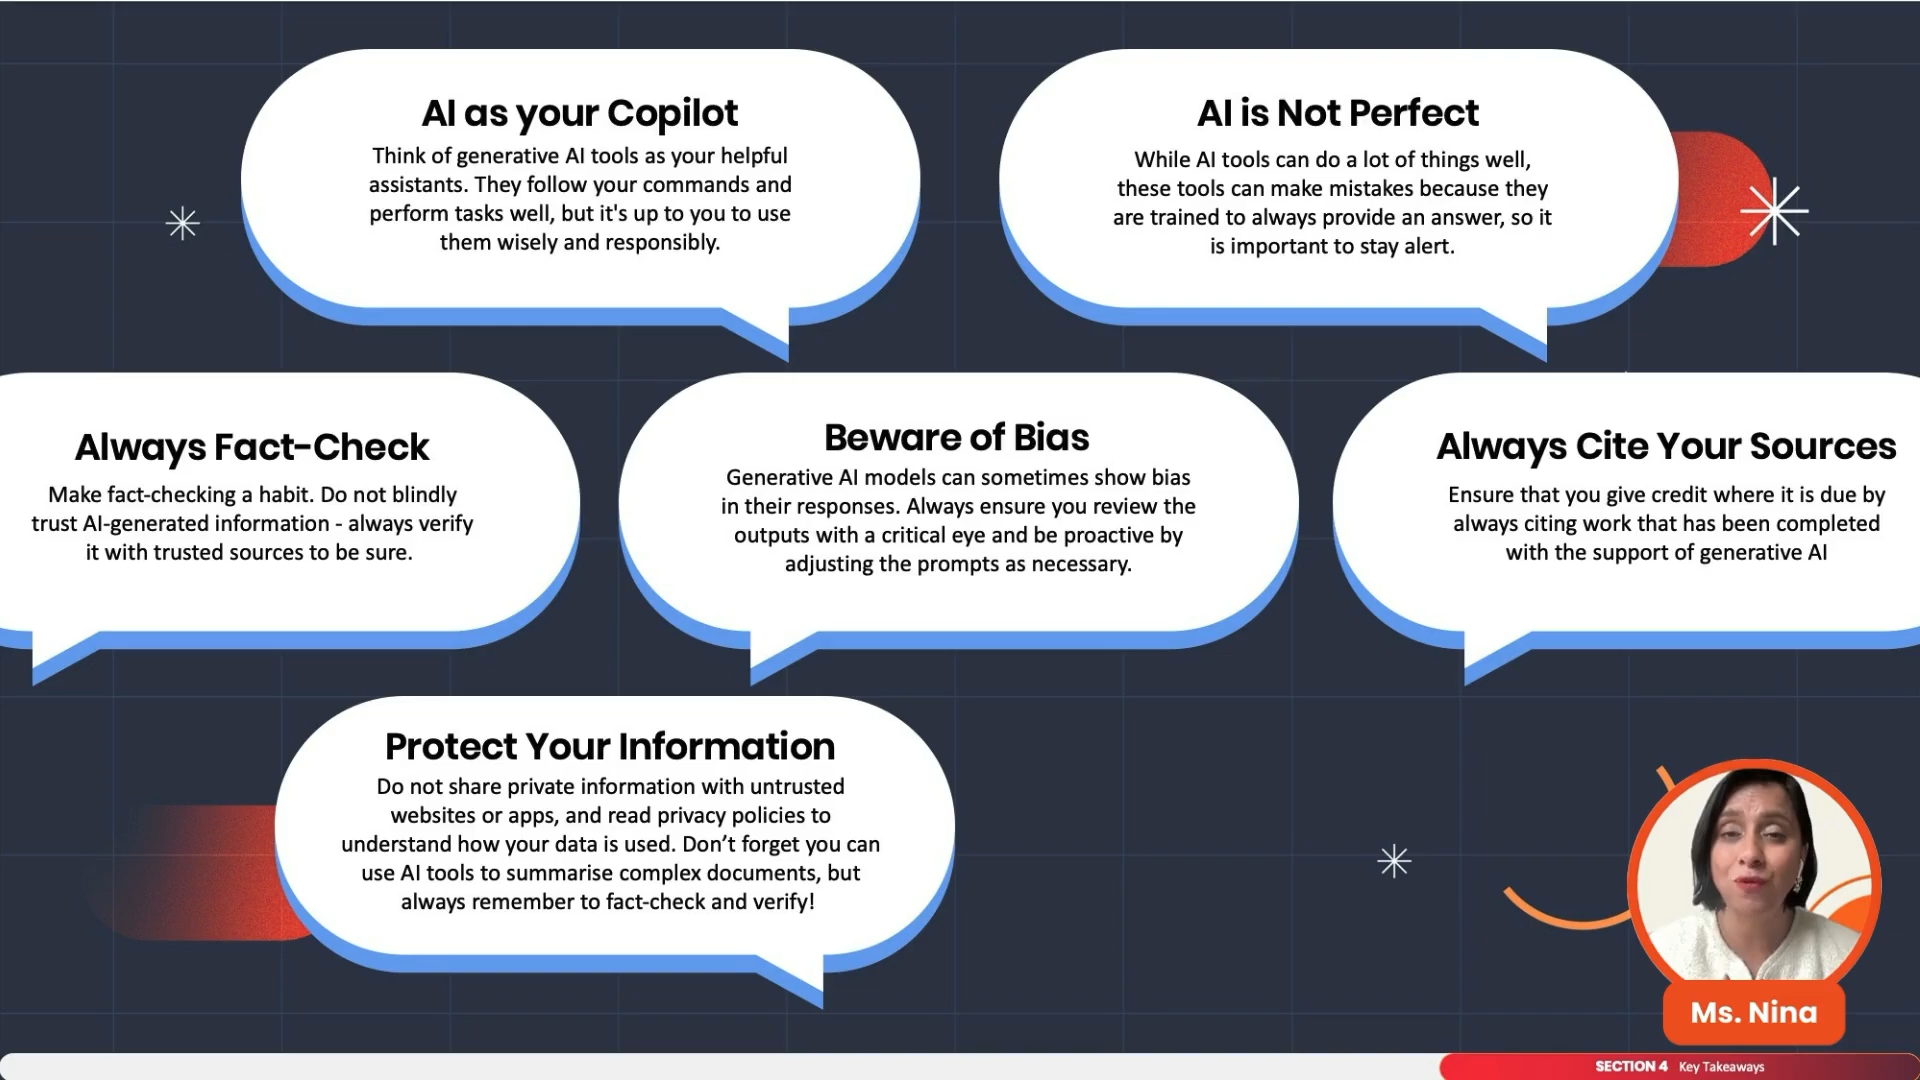 AI as your Copilot
Think of generative AI tools as your helpful
assistants. They follow your commands and
perform tasks well, but it's up to you to use
them wisely and responsibly.
AI is Not Perfect
While AI tools can do a lot of things well,
these tools can make mistakes because they
are trained to always provide an answer, so it
is important to stay alert.
Always Fact-Check
Make fact-checking a habit. Do not blindly
trust AI-generated information - always verify
it with trusted sources to be sure.
Beware of Bias
Generative AI models can sometimes show bias
in their responses. Always ensure you review the
outputs with a critical eye and be proactive by
adjusting the prompts as necessary.
Always Cite Your Sources
Ensure that you give credit where it is due by
always citing work that has been completed
with the support of generative AI
Protect Your Information
Do not share private information with untrusted
websites or apps, and read privacy policies to
understand how your data is used. Don’t forget you can
use AI tools to summarise complex documents, but
always remember to fact-check and verify!
Ms. Nina
SECTION 4 Key Takeaways